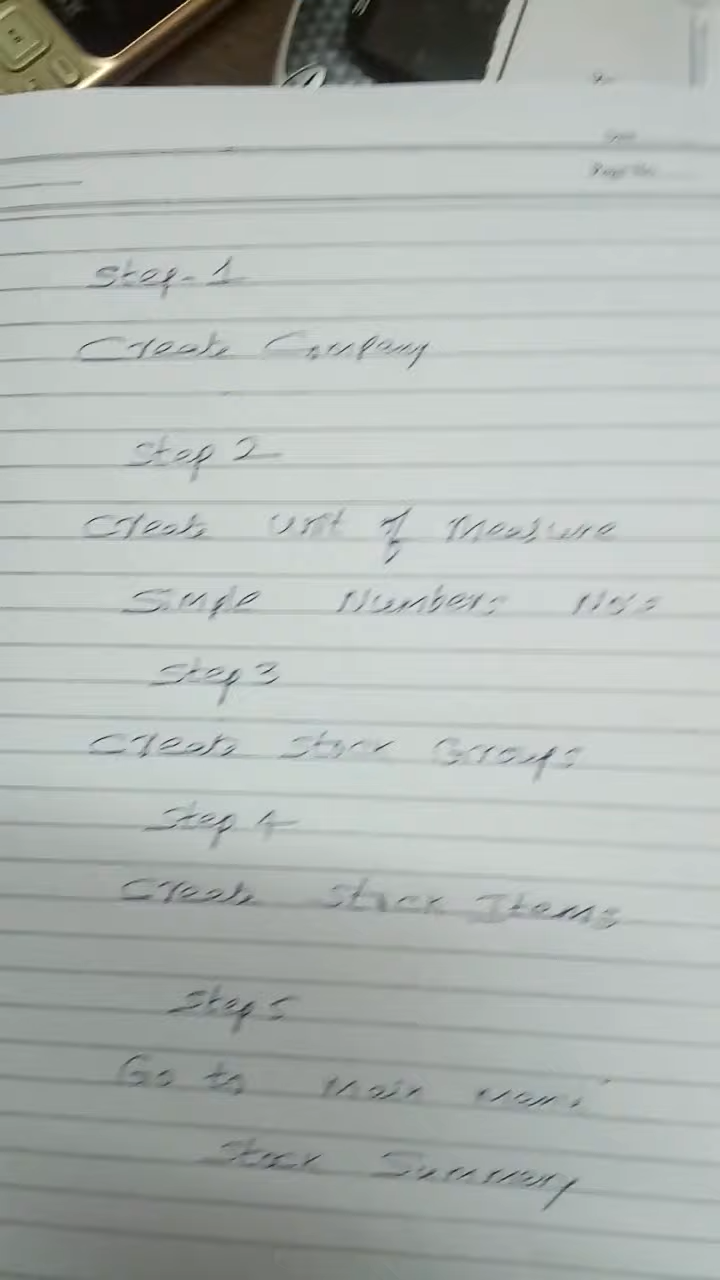 Step-1
Create Company
Step 2
Create Unit of Measure
Simple Numbers Nos
Step 3
Create Stock Groups
Step 4
Create Stock Items
Step 5
Go to Main Menu
Stock Summary